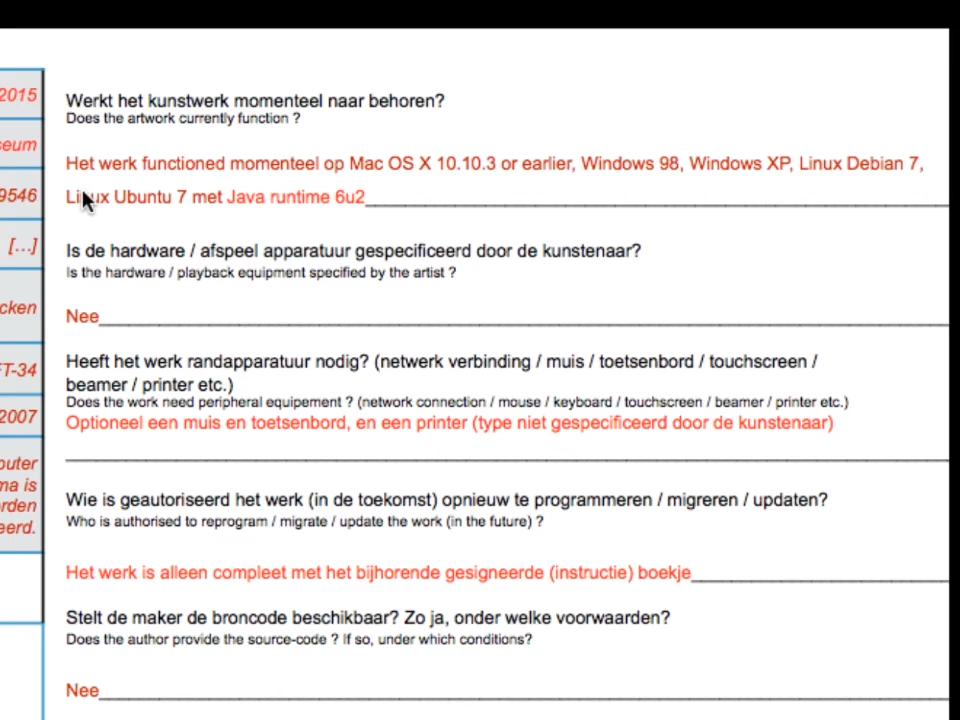 2015
Werkt het kunstwerk momenteel naar behoren?
Does the artwork currently function ?
seum
Het werk functioned momenteel op Mac OS X 10.10.3 or earlier, Windows 98, Windows XP, Linux Debian 7,
9546
Linux Ubuntu 7 met Java runtime 6u2
[...]
Is de hardware / afspeel apparatuur gespecificeerd door de kunstenaar?
Is the hardware / playback equipment specified by the artist ?
cken
Nee
T-34
Heeft het werk randapparatuur nodig? (netwerk verbinding / muis / toetsenbord / touchscreen /
beamer / printer etc.)
Does the work need peripheral equipement ? (network connection / mouse / keyboard / touchscreen / beamer / printer etc.)
2007
Optioneel een muis en toetsenbord, en een printer (type niet gespecificeerd door de kunstenaar)
outer
ma is
orden
eerd.
Wie is geautoriseerd het werk (in de toekomst) opnieuw te programmeren / migreren / updaten?
Who is authorised to reprogram / migrate / update the work (in the future) ?
Het werk is alleen compleet met het bijhorende gesigneerde (instructie) boekje
Stelt de maker de broncode beschikbaar? Zo ja, onder welke voorwaarden?
Does the author provide the source-code ? If so, under which conditions?
Nee